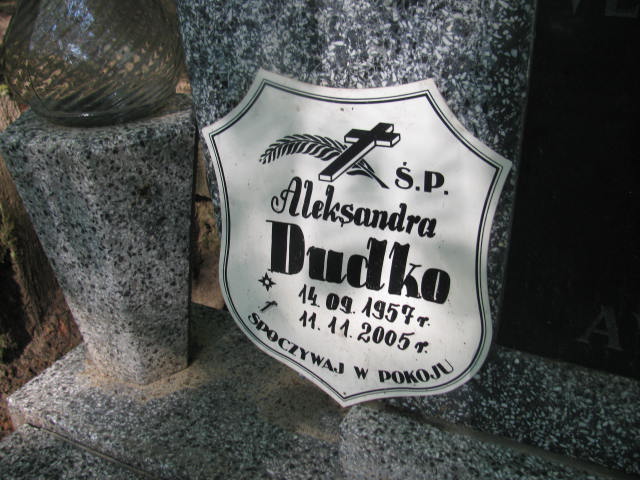 Ś.P.
Aleksandra
Dudko
14.09.1957 r.
11.11.2005 r.
SPOCZYWAJ W POKOJU